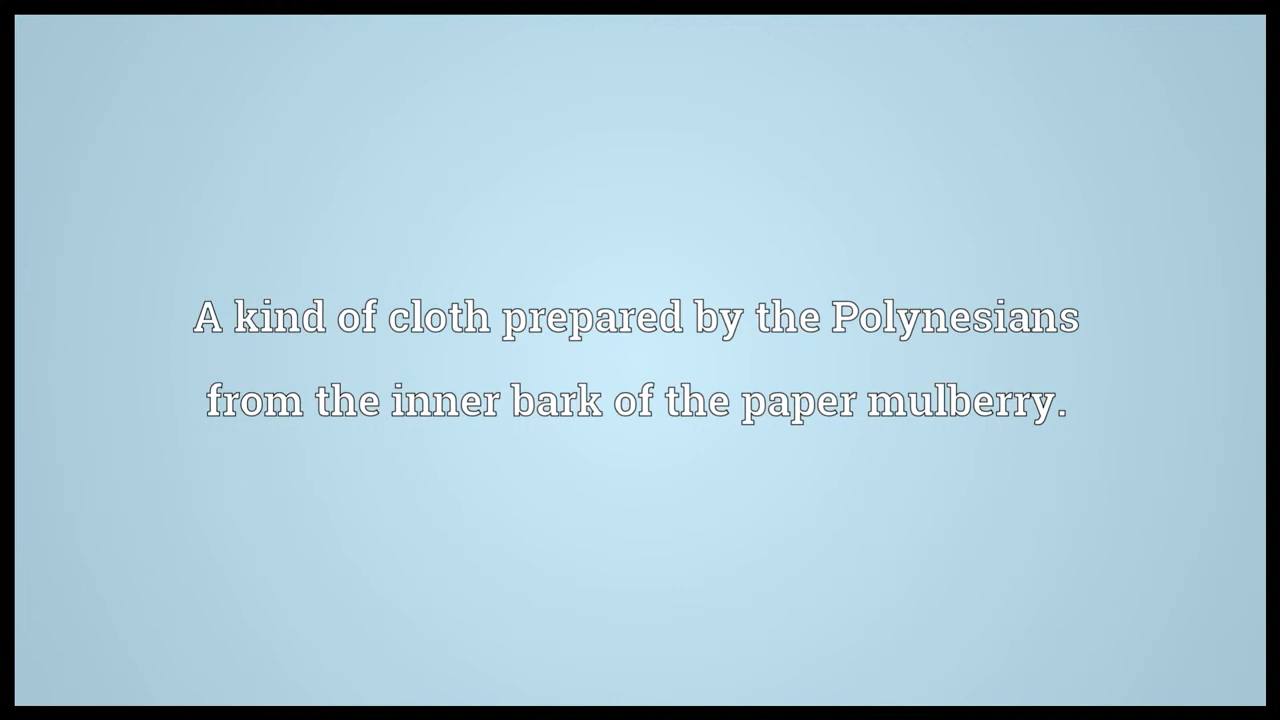 A kind of cloth prepared by the Polynesians
from the inner bark of the paper mulberry.